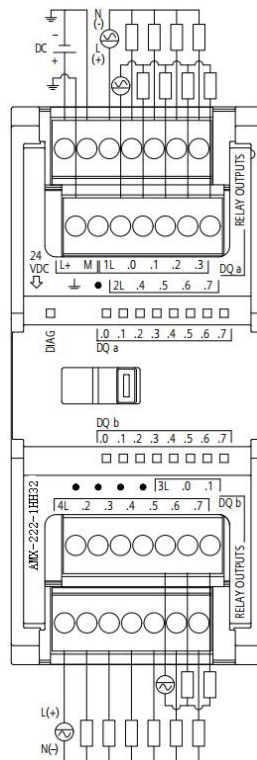 N
(-)
DC
L
(+)
−
+
RELAY OUTPUTS
24
VDC
L+ M 1L .0 .1 .2 .3
DQ a
2L .4 .5 .6 .7
DIAG
.0 .1 .2 .3 .4 .5 .6 .7
DQ a
DQ b
.0 .1 .2 .3 .4 .5 .6 .7
AMX-222-1HH32
3L .0 .1
4L .2 .3 .4 .5 .6 .7
DQ b
RELAY OUTPUTS
L(+)
N(-)